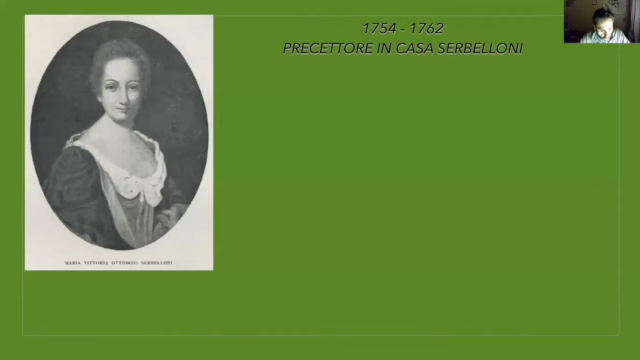 1754 - 1762
PRECETTORE IN CASA SERBELLONI
MARIA VITTORIA OTTOBONI SERBELLONI